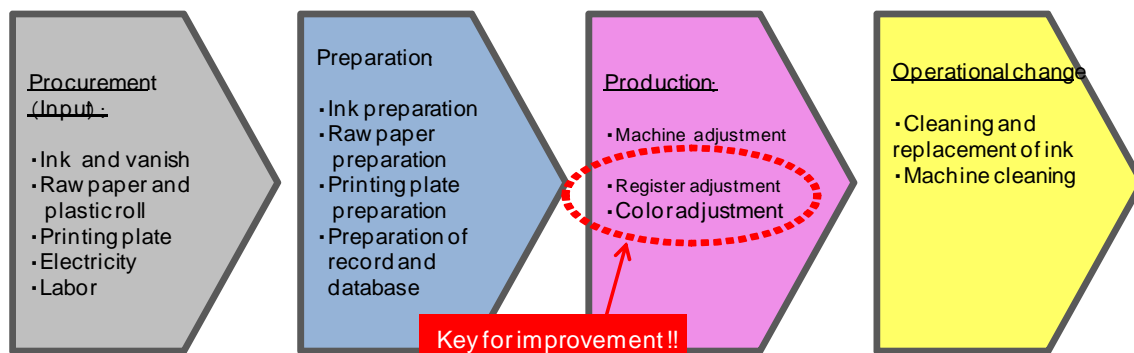 Procurement
(Input):
・Ink and vanish
・Raw paper and
plastic roll
・Printing plate
・Electricity
・Labor
Preparation
・Ink preparation
・Raw paper
preparation
・Printing plate
preparation
・Preparation of
record and
database
Production:
・Machine adjustment
・Register adjustment
・Color adjustment
Key for improvement!!
Operational change
・Cleaning and
replacement of ink
・Machine cleaning